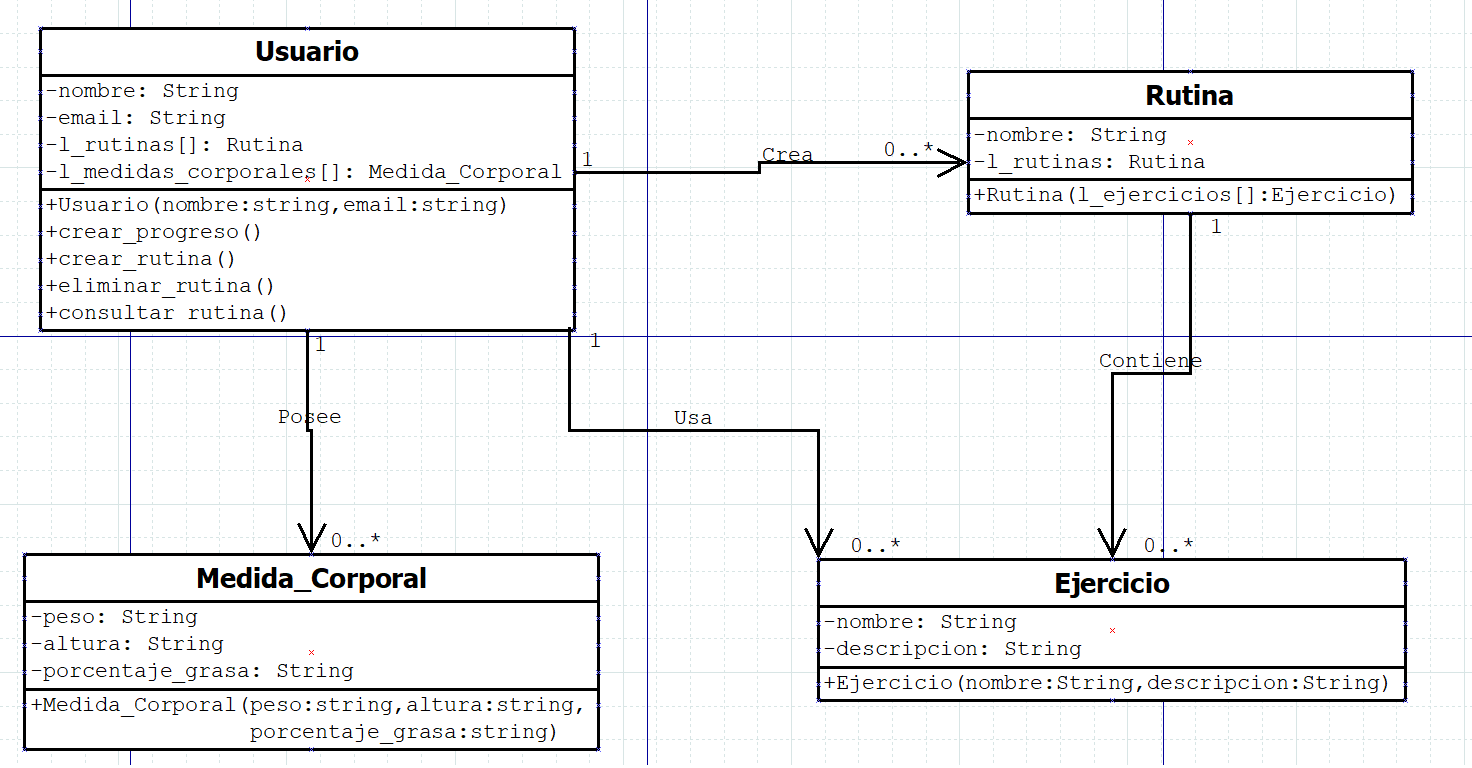 Usuario
-nombre: String
-email: String
-l_rutinas[]: Rutina
-l_medidas_corporales[]: Medida_Corporal
+Usuario(nombre:string,email:string)
+crear_progreso()
+crear_rutina()
+eliminar_rutina()
+consultar rutina()
1
Crea
0..*
Rutina
-nombre: String
-l_rutinas: Rutina
+Rutina(l_ejercicios[]:Ejercicio)
1
Contiene
0..*
1
Posee
0..*
1
Usa
0..*
Medida_Corporal
-peso: String
-altura: String
-porcentaje_grasa: String
+Medida_Corporal(peso:string,altura:string,
porcentaje_grasa:string)
Ejercicio
-nombre: String
-descripcion: String
+Ejercicio(nombre:String,descripcion:String)